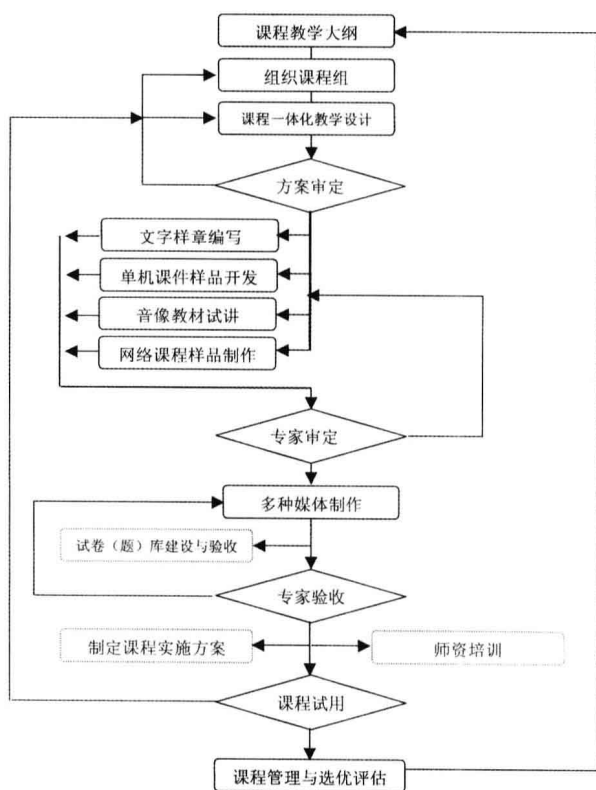 课程教学大纲
组织课程组
课程一体化教学设计
方案审定
文字样章编写
单机课件样品开发
音像教材试讲
网络课程样品制作
专家审定
多种媒体制作
试卷（题）库建设与验收
专家验收
制定课程实施方案
师资培训
课程试用
课程管理与选优评估